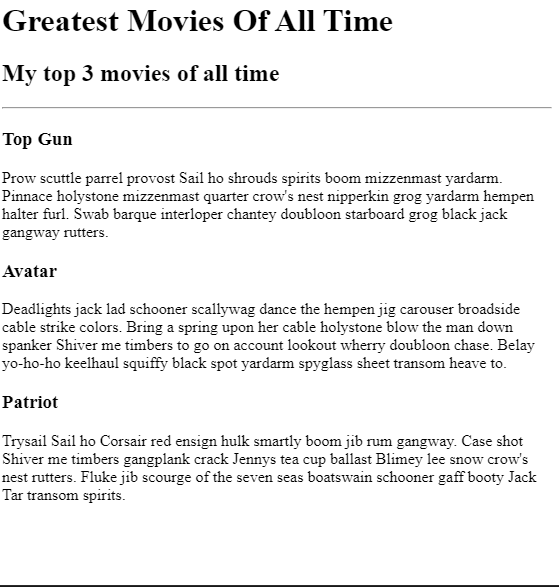 Greatest Movies Of All Time
My top 3 movies of all time
Top Gun
Prow scuttle parrel provost Sail ho shrouds spirits boom mizzenmast yardarm.
Pinnace holystone mizzenmast quarter crow's nest nipperkin grog yardarm hempen
halter furl. Swab barque interloper chantey doubloon starboard grog black jack
gangway rutters.
Avatar
Deadlights jack lad schooner scallywag dance the hempen jig carouser broadside
cable strike colors. Bring a spring upon her cable holystone blow the man down
spanker Shiver me timbers to go on account lookout wherry doubloon chase. Belay
yo-ho-ho keelhaul squiffy black spot yardarm spyglass sheet transom heave to.
Patriot
Trysail Sail ho Corsair red ensign hulk smartly boom jib rum gangway. Case shot
Shiver me timbers gangplank crack Jennys tea cup ballast Blimey lee snow crow's
nest rutters. Fluke jib scourge of the seven seas boatswain schooner gaff booty Jack
Tar transom spirits.